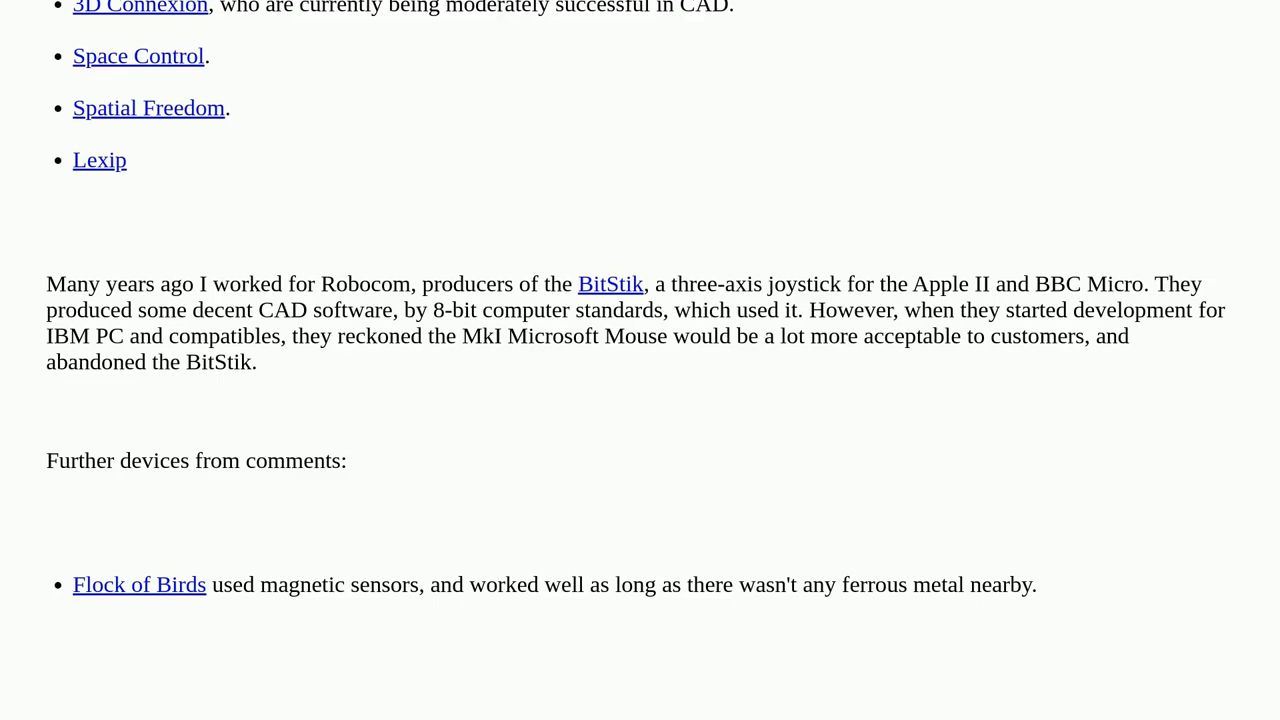 • 3D Connexion, who are currently being moderately successful in CAD.
• Space Control.
• Spatial Freedom.
• Lexip
Many years ago I worked for Robocom, producers of the BitStik, a three-axis joystick for the Apple II and BBC Micro. They
produced some decent CAD software, by 8-bit computer standards, which used it. However, when they started development for
IBM PC and compatibles, they reckoned the MkI Microsoft Mouse would be a lot more acceptable to customers, and
abandoned the BitStik.
Further devices from comments:
• Flock of Birds used magnetic sensors, and worked well as long as there wasn't any ferrous metal nearby.